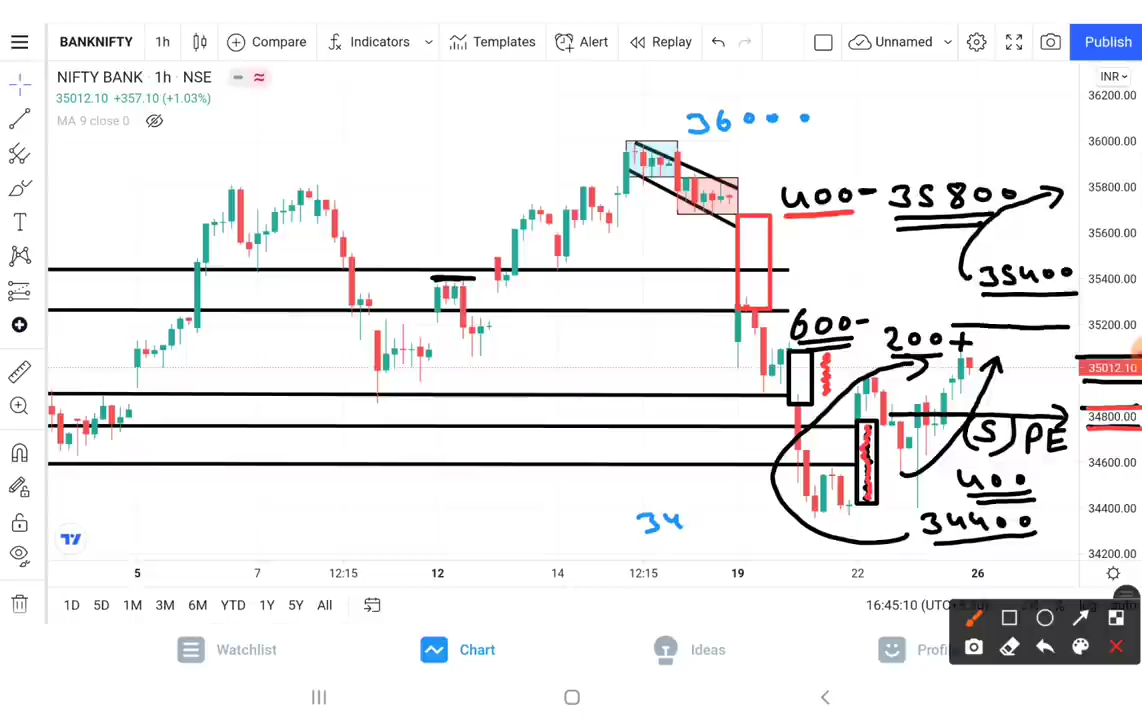 BANKNIFTY 1h Compare Indicators Templates Alert Replay Unnamed Publish
NIFTY BANK 1h NSE INR
35012.10 +357.10 (+1.03%)
MA 9 close 0
36200.00
36000
36000.00
400- 35800
35800.00
35600.00
35400
35400.00
600-
200+
35200.00
35012.10
34800.00
(S) PE
34600.00
400
34400.00
34
34400
34200.00
5 7 12:15 12 14 12:15 19 22 26
1D 5D 1M 3M 6M YTD 1Y 5Y All 16:45:10 (UTC+5:30) % log auto
Watchlist Chart Ideas Profi